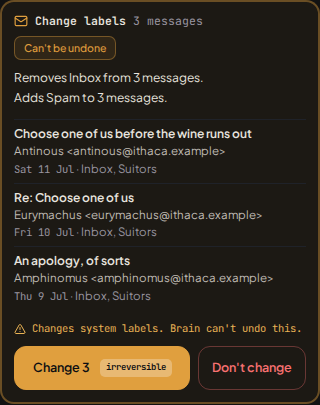 Change labels 3 messages
Can't be undone
Removes Inbox from 3 messages.
Adds Spam to 3 messages.
Choose one of us before the wine runs out
Antinous <antinous@ithaca.example>
Sat 11 Jul · Inbox, Suitors
Re: Choose one of us
Eurymachus <eurymachus@ithaca.example>
Fri 10 Jul · Inbox, Suitors
An apology, of sorts
Amphinomus <amphinomus@ithaca.example>
Thu 9 Jul · Inbox, Suitors
Changes system labels. Brain can't undo this.
Change 3 irreversible Don't change